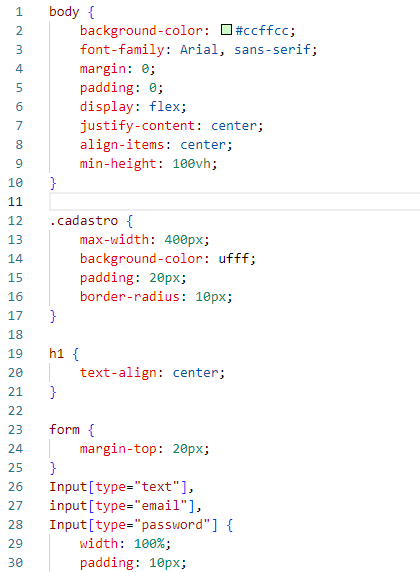 1 body {
2 background-color: #ccffcc;
3 font-family: Arial, sans-serif;
4 margin: 0;
5 padding: 0;
6 display: flex;
7 justify-content: center;
8 align-items: center;
9 min-height: 100vh;
10 }
11
12 .cadastro {
13 max-width: 400px;
14 background-color: ufff;
15 padding: 20px;
16 border-radius: 10px;
17 }
18
19 h1 {
20 text-align: center;
21 }
22
23 form {
24 margin-top: 20px;
25 }
26 Input[type="text"],
27 input[type="email"],
28 Input[type="password"] {
29 width: 100%;
30 padding: 10px;